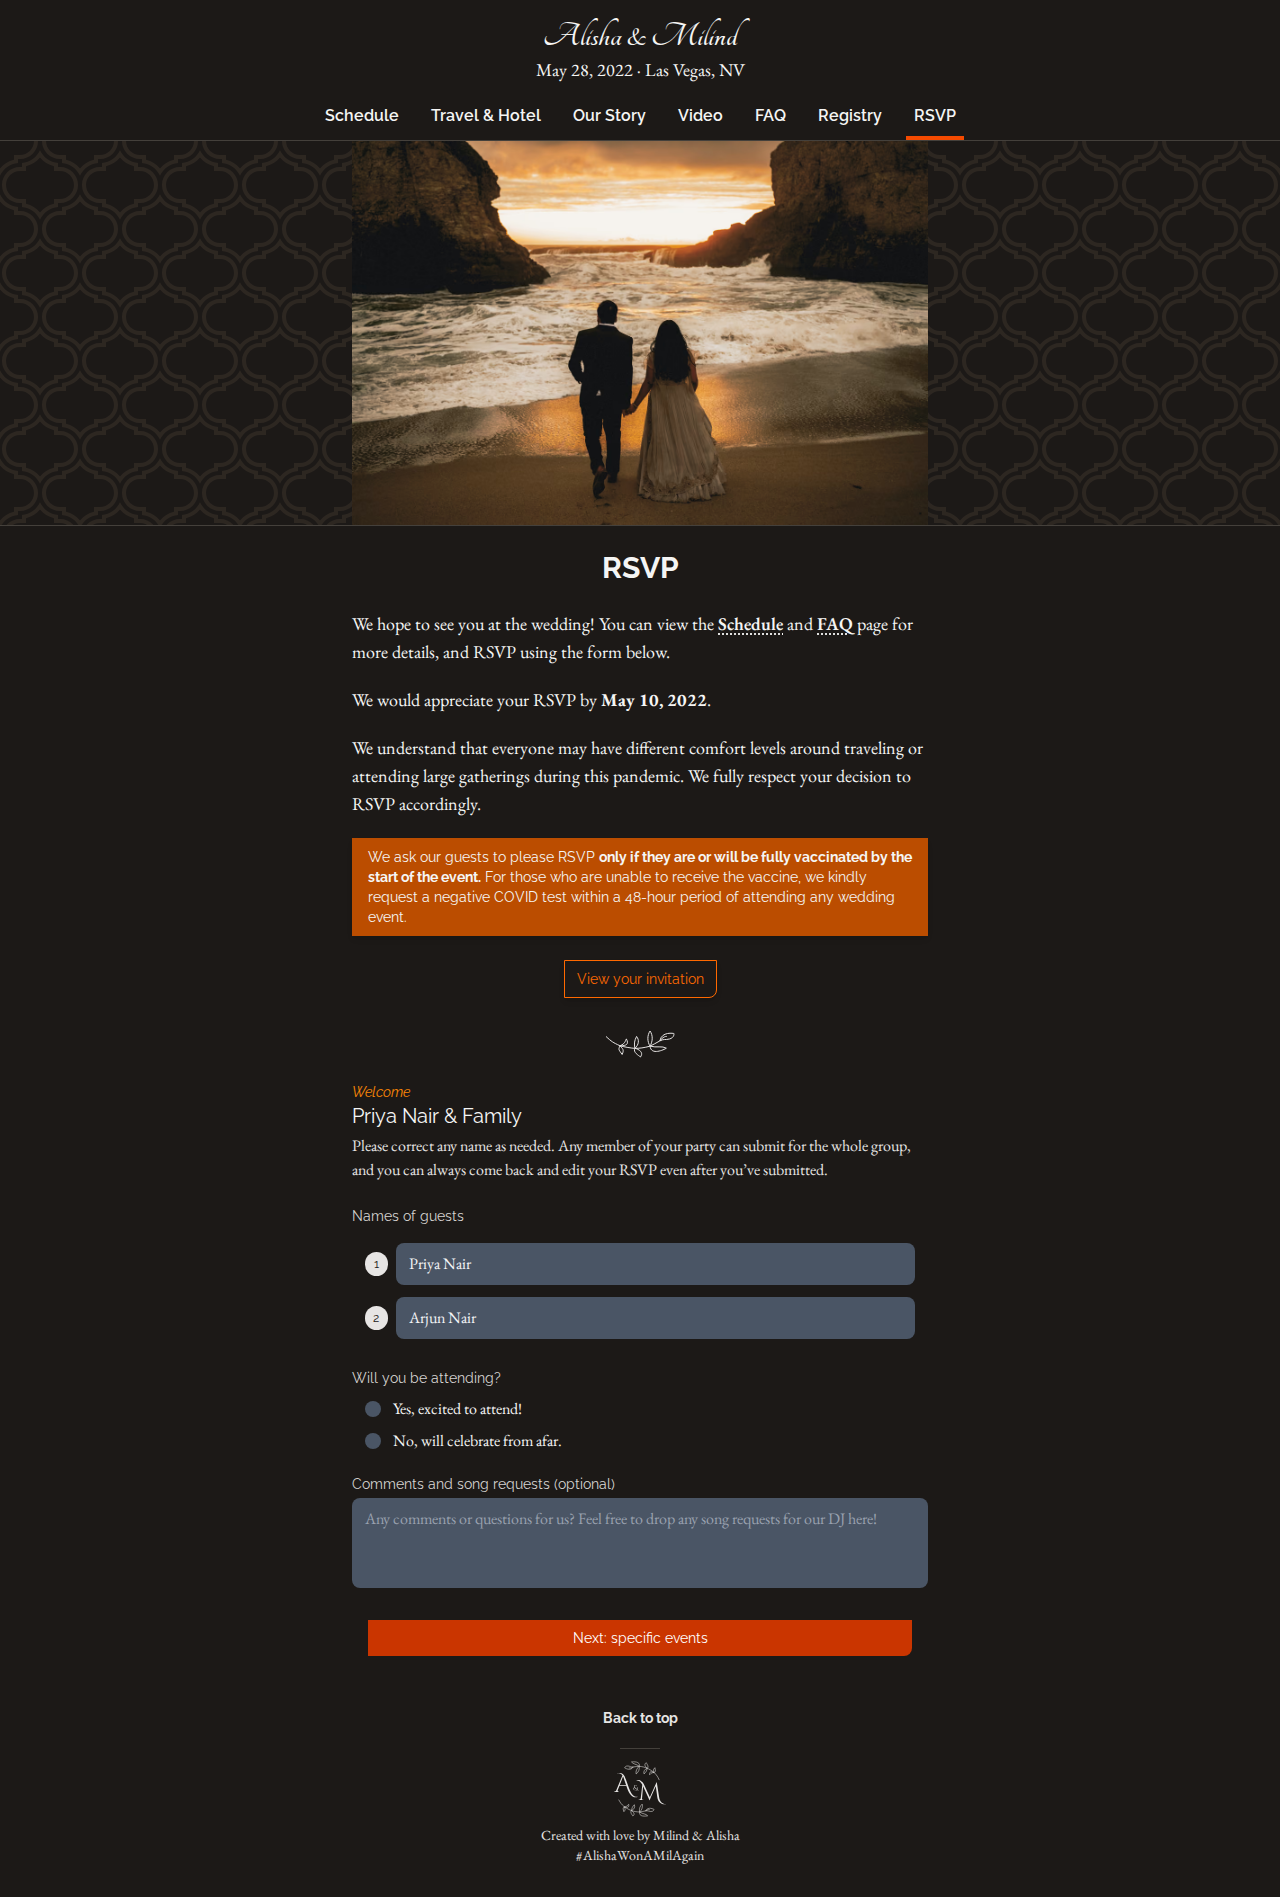 Alisha & Milind
May 28, 2022 · Las Vegas, NV
Schedule Travel & Hotel Our Story Video FAQ Registry RSVP
RSVP
We hope to see you at the wedding! You can view the Schedule and FAQ page for
more details, and RSVP using the form below.
We would appreciate your RSVP by May 10, 2022.
We understand that everyone may have different comfort levels around traveling or
attending large gatherings during this pandemic. We fully respect your decision to
RSVP accordingly.
We ask our guests to please RSVP only if they are or will be fully vaccinated by the
start of the event. For those who are unable to receive the vaccine, we kindly
request a negative COVID test within a 48-hour period of attending any wedding
event.
View your invitation
Welcome
Priya Nair & Family
Please correct any name as needed. Any member of your party can submit for the whole group,
and you can always come back and edit your RSVP even after you’ve submitted.
Names of guests
1 Priya Nair
2 Arjun Nair
Will you be attending?
Yes, excited to attend!
No, will celebrate from afar.
Comments and song requests (optional)
Any comments or questions for us? Feel free to drop any song requests for our DJ here!
Next: specific events
Back to top
A & M
Created with love by Milind & Alisha
#AlishaWonAMilAgain